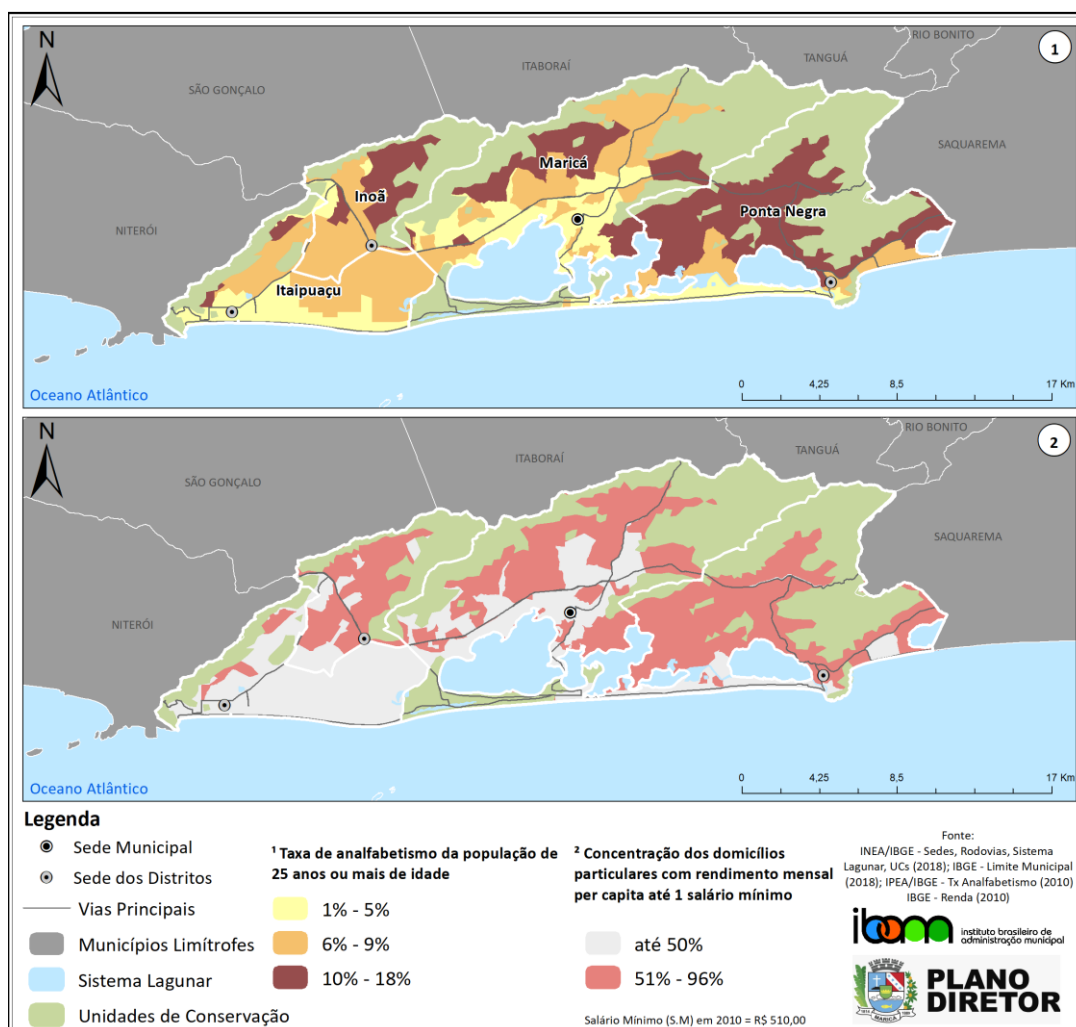 N
1
RIO BONITO
TANGUÁ
ITABORAÍ
SÃO GONÇALO
SAQUAREMA
Maricá
Inoã
Ponta Negra
NITERÓI
Itaipuaçu
Oceano Atlântico
0 4,25 8,5 17 Km
N
2
RIO BONITO
TANGUÁ
ITABORAÍ
SÃO GONÇALO
SAQUAREMA
NITERÓI
Oceano Atlântico
0 4,25 8,5 17 Km
Legenda
Sede Municipal
Sede dos Distritos
Vias Principais
Municípios Limítrofes
Sistema Lagunar
Unidades de Conservação
¹ Taxa de analfabetismo da população de
25 anos ou mais de idade
1% - 5%
6% - 9%
10% - 18%
² Concentração dos domicílios
particulares com rendimento mensal
per capita até 1 salário mínimo
até 50%
51% - 96%
Salário Mínimo (S.M) em 2010 = R$ 510,00
Fonte:
INEA/IBGE - Sedes, Rodovias, Sistema
Lagunar, UCs (2018); IBGE - Limite Municipal
(2018); IPEA/IBGE - Tx Analfabetismo (2010)
IBGE - Renda (2010)
ibam instituto brasileiro de
administração municipal
PLANO
DIRETOR
MARICÁ